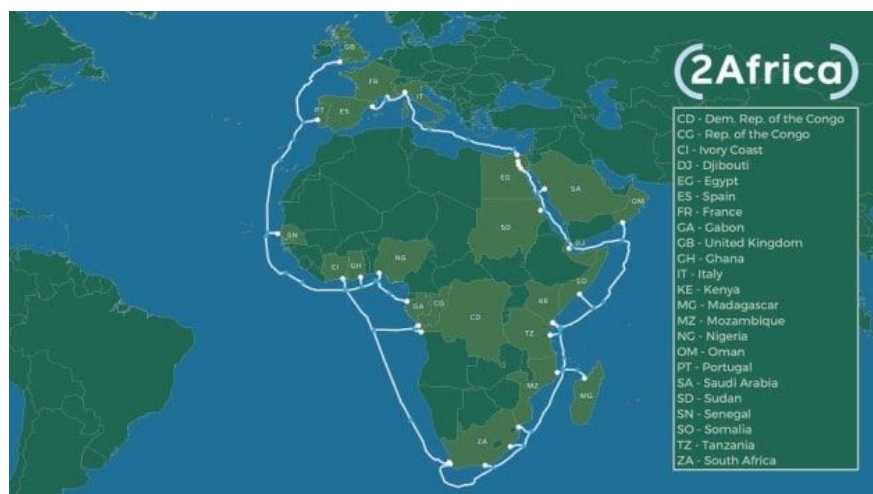 (2Africa)
CD - Dem. Rep. of the Congo
CG - Rep. of the Congo
CI - Ivory Coast
DJ - Djibouti
EG - Egypt
ES - Spain
FR - France
GA - Gabon
GB - United Kingdom
GH - Ghana
IT - Italy
KE - Kenya
MG - Madagascar
MZ - Mozambique
NG - Nigeria
OM - Oman
PT - Portugal
SA - Saudi Arabia
SD - Sudan
SN - Senegal
SO - Somalia
TZ - Tanzania
ZA - South Africa
GB
FR
IT
PT
ES
EG
SA
OM
SD
SN
DJ
CI
GH
NG
SD
GA
CG
KE
CD
TZ
MZ
MG
ZA